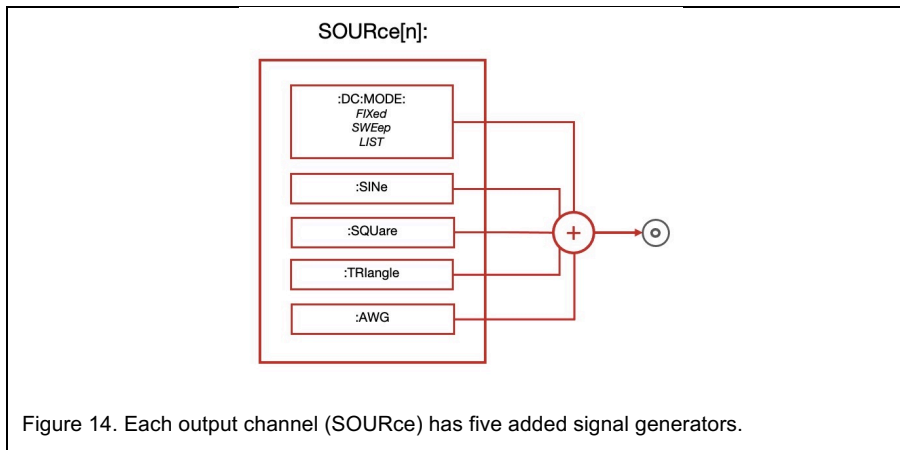 SOURce[n]:
:DC:MODE:
FIXed
SWEep
LIST
:SINe
:SQUare
:TRIangle
:AWG
+
Figure 14. Each output channel (SOURce) has five added signal generators.